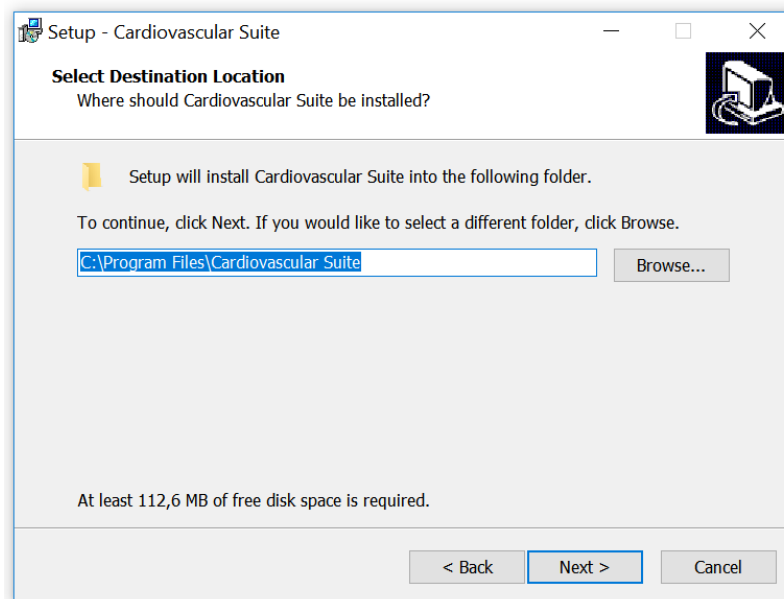 Setup - Cardiovascular Suite
Select Destination Location
Where should Cardiovascular Suite be installed?
Setup will install Cardiovascular Suite into the following folder.
To continue, click Next. If you would like to select a different folder, click Browse.
C:\Program Files\Cardiovascular Suite
Browse...
At least 112,6 MB of free disk space is required.
< Back
Next >
Cancel